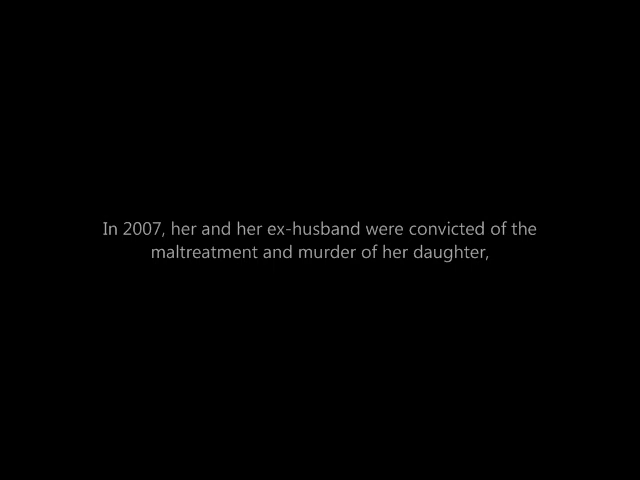 In 2007, her and her ex-husband were convicted of the
maltreatment and murder of her daughter,